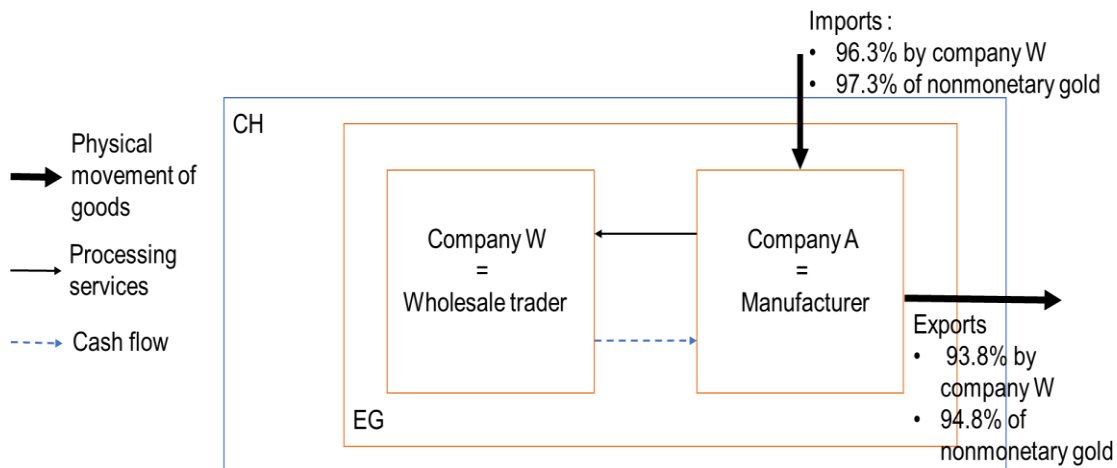 Imports :
• 96.3% by company W
• 97.3% of nonmonetary gold
CH
Physical
movement of
goods
Processing
services
Cash flow
Company W
=
Wholesale trader
Company A
=
Manufacturer
Exports
• 93.8% by
company W
• 94.8% of
nonmonetary gold
EG